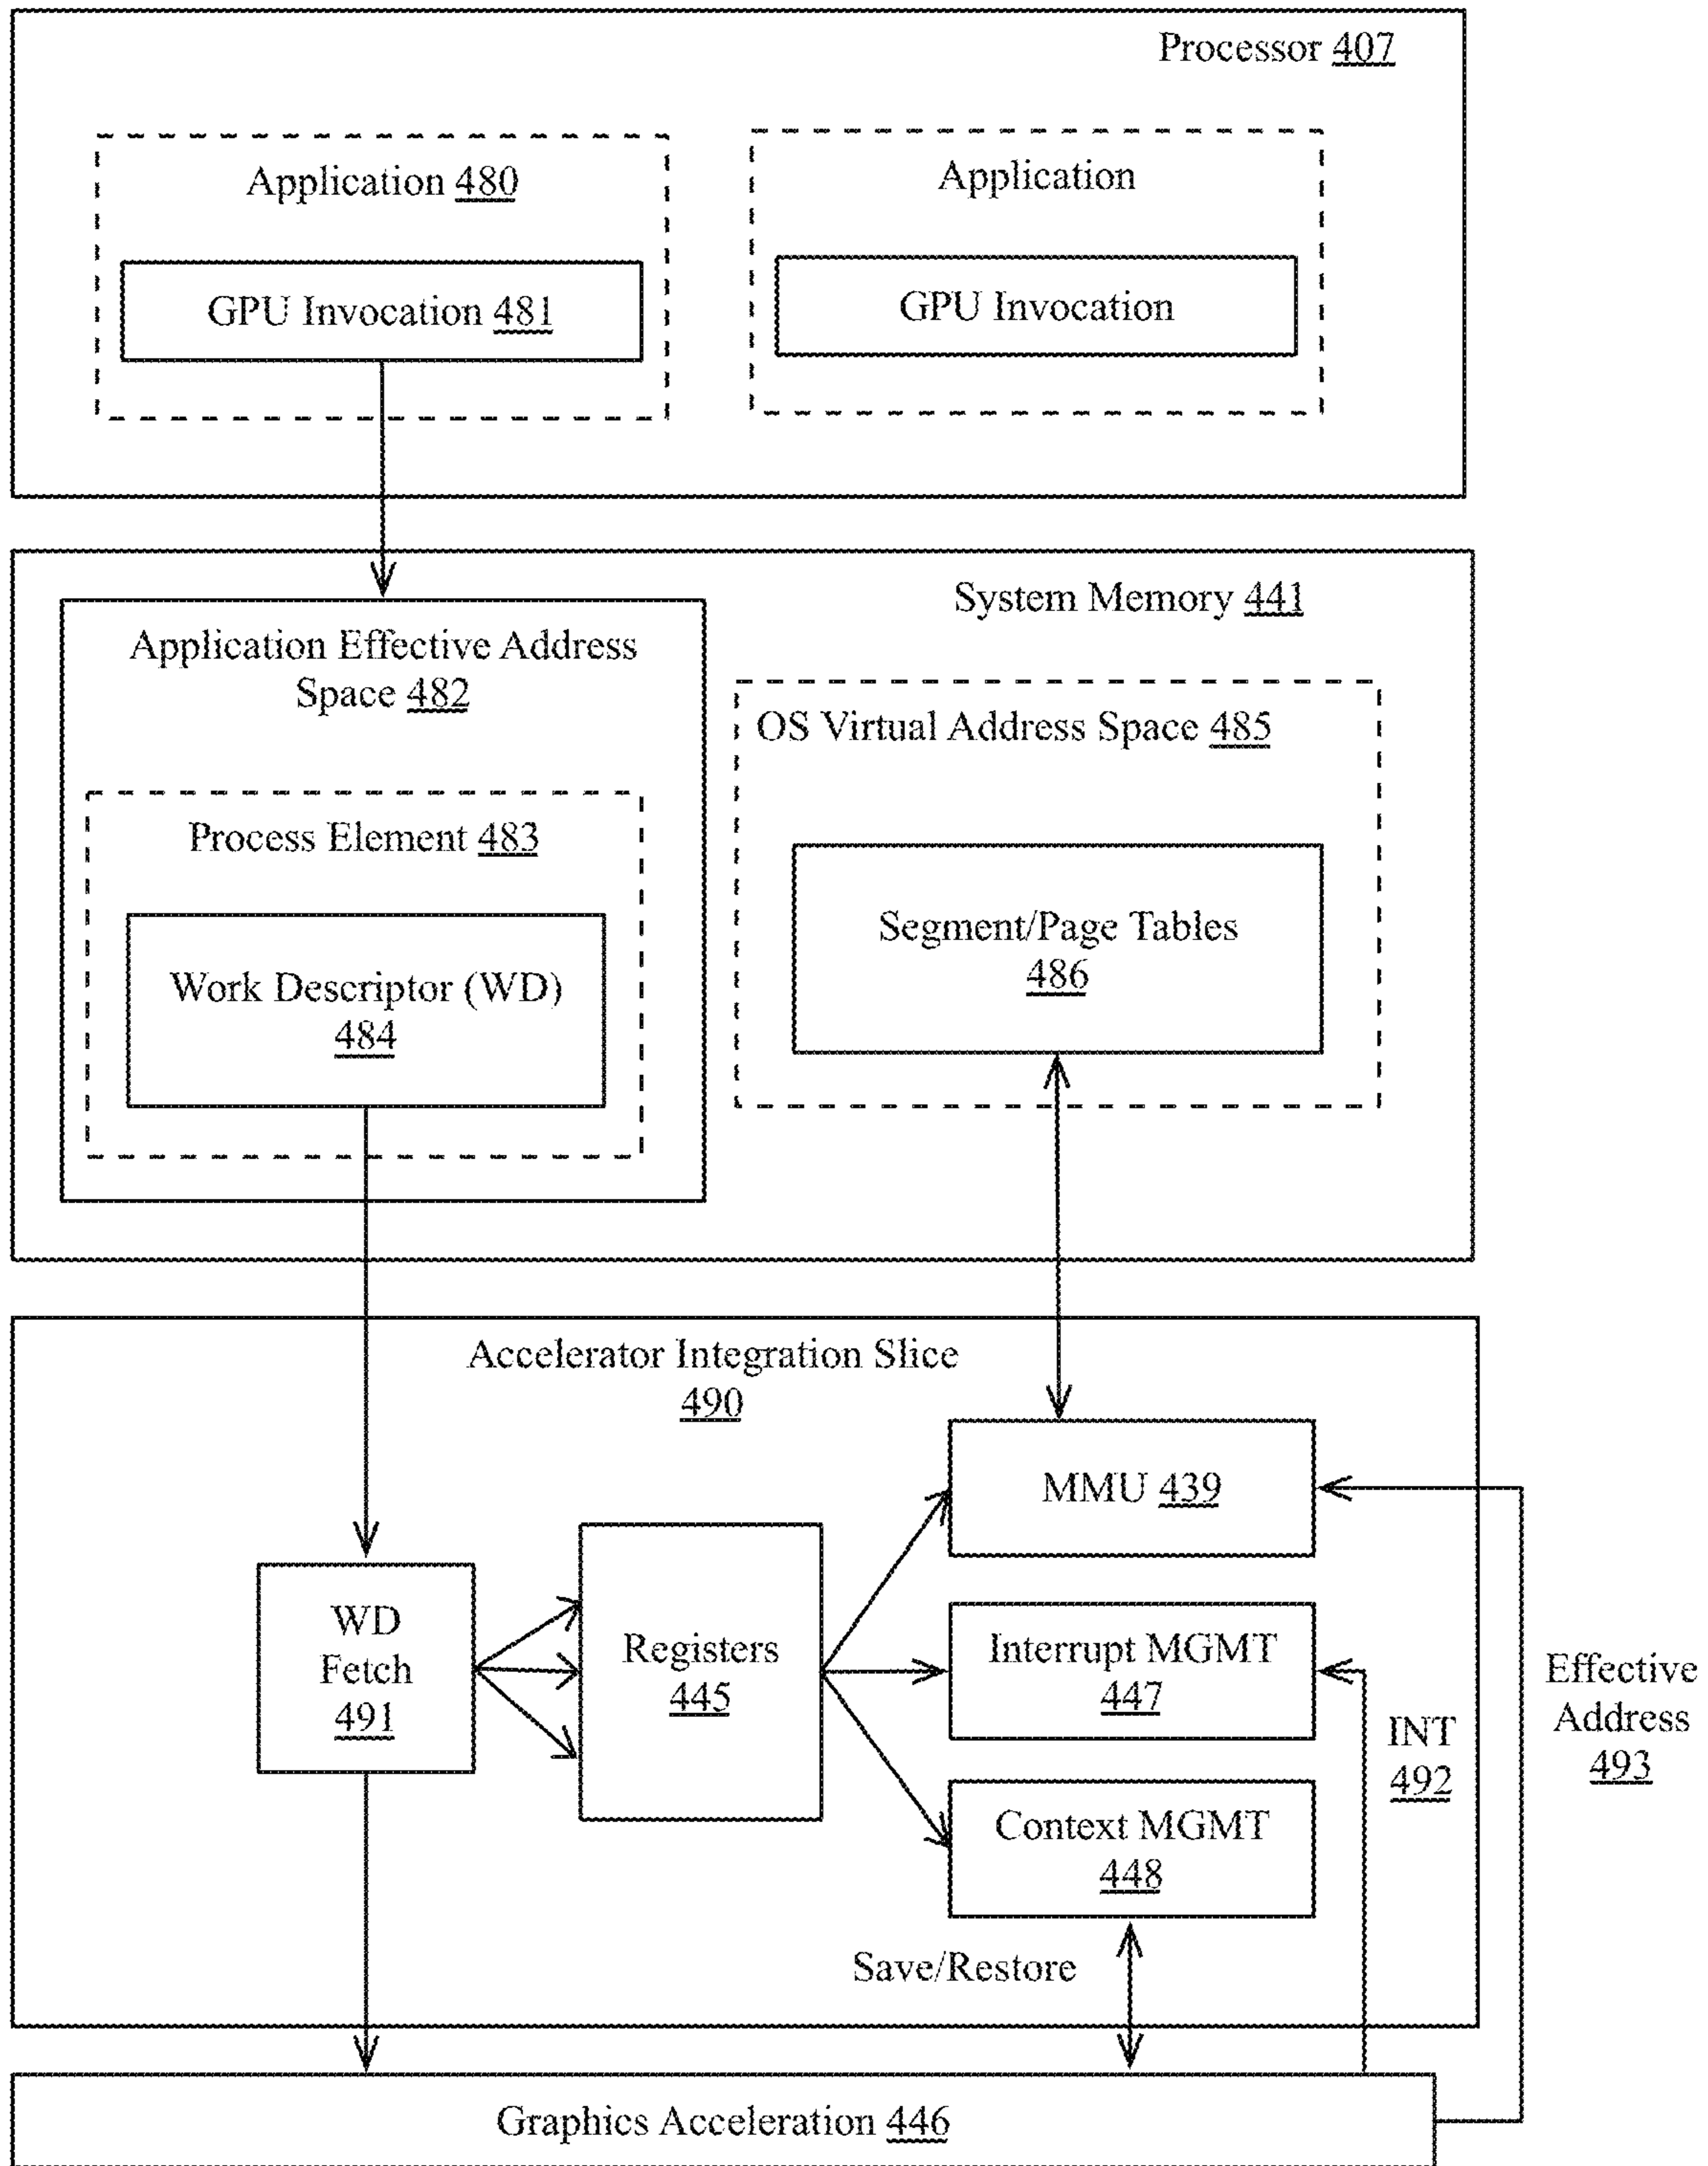 Processor 407
Application 480
Application
GPU Invocation 481
GPU Invocation
System Memory 441
Application Effective Address
Space 482
OS Virtual Address Space 485
Process Element 483
Segment/Page Tables
486
Work Descriptor (WD)
484
Accelerator Integration Slice
490
MMU 439
WD
Fetch
491
Registers
445
Interrupt MGMT
447
Effective
Address
493
INT
492
Context MGMT
448
Save/Restore
Graphics Acceleration 446